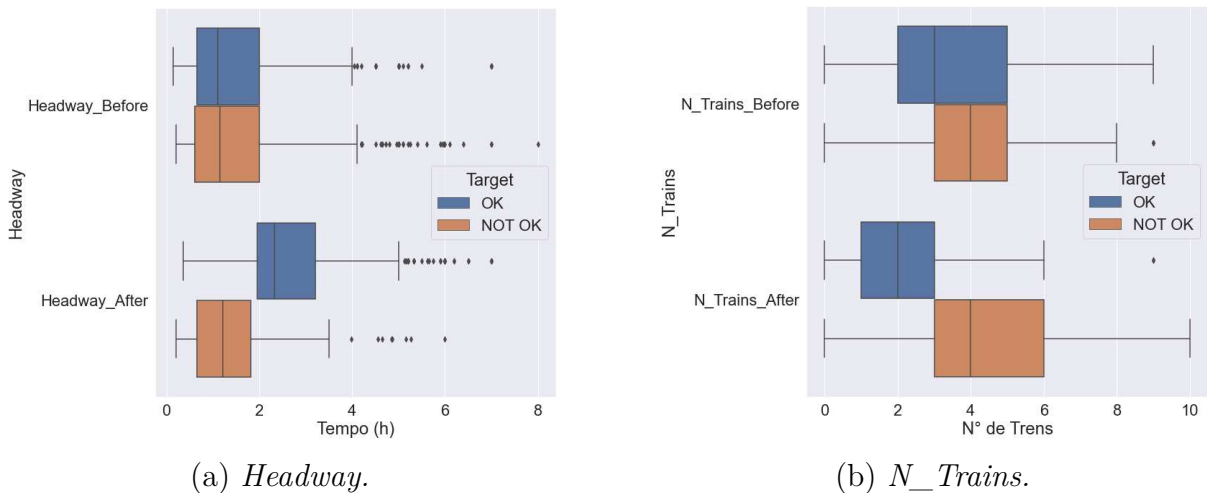 Headway
Headway_Before
Headway_After
Target
OK
NOT OK
0 2 4 6 8
Tempo (h)
(a) Headway.
N_Trains
N_Trains_Before
N_Trains_After
Target
OK
NOT OK
0 2 4 6 8 10
N° de Trens
(b) N_Trains.